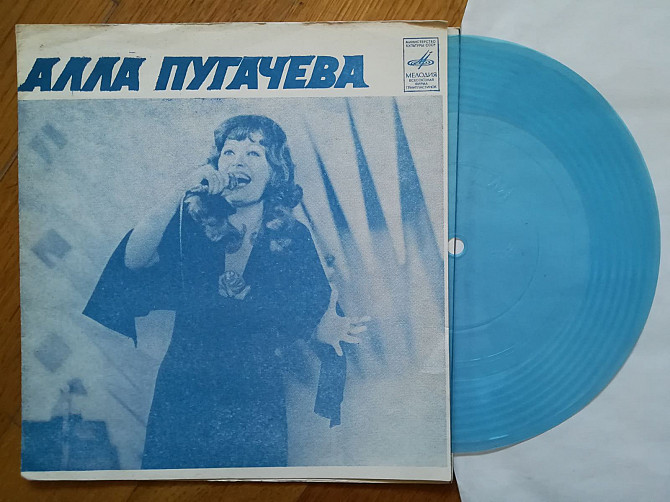 АЛЛА ПУГАЧЕВА
МИНИСТЕРСТВО
КУЛЬТУРЫ СССР
МЕЛОДИЯ
ВСЕСОЮЗНАЯ
ФИРМА
ГРАМПЛАСТИНОК